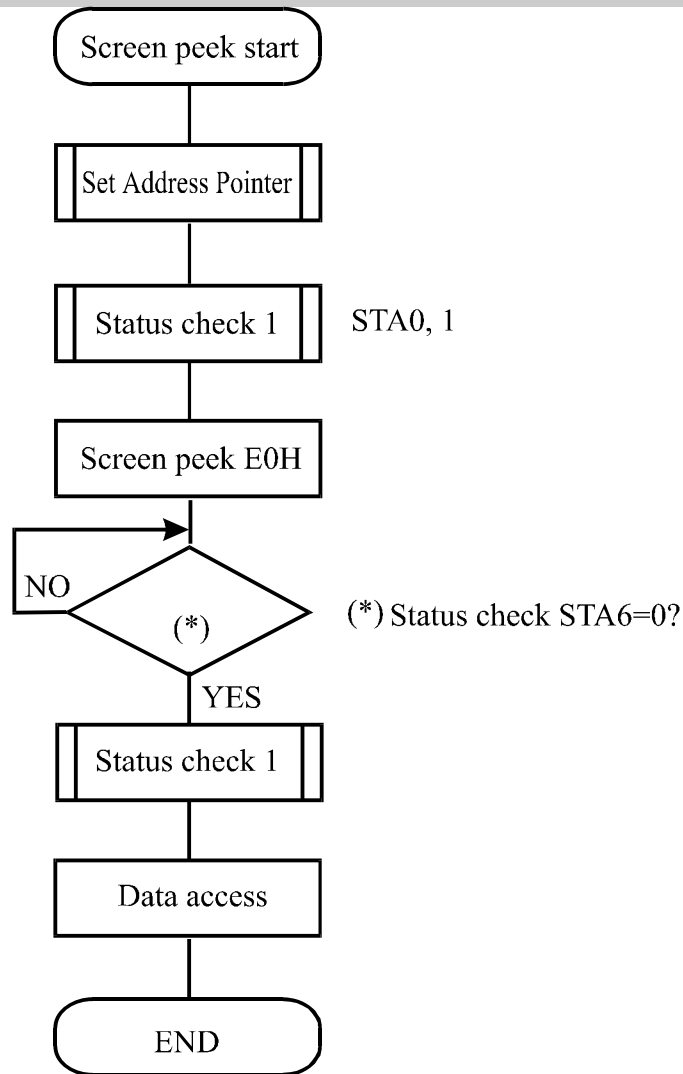 Screen peek start
Set Address Pointer
Status check 1
STA0, 1
Screen peek E0H
NO
(*)
(*) Status check STA6=0?
YES
Status check 1
Data access
END